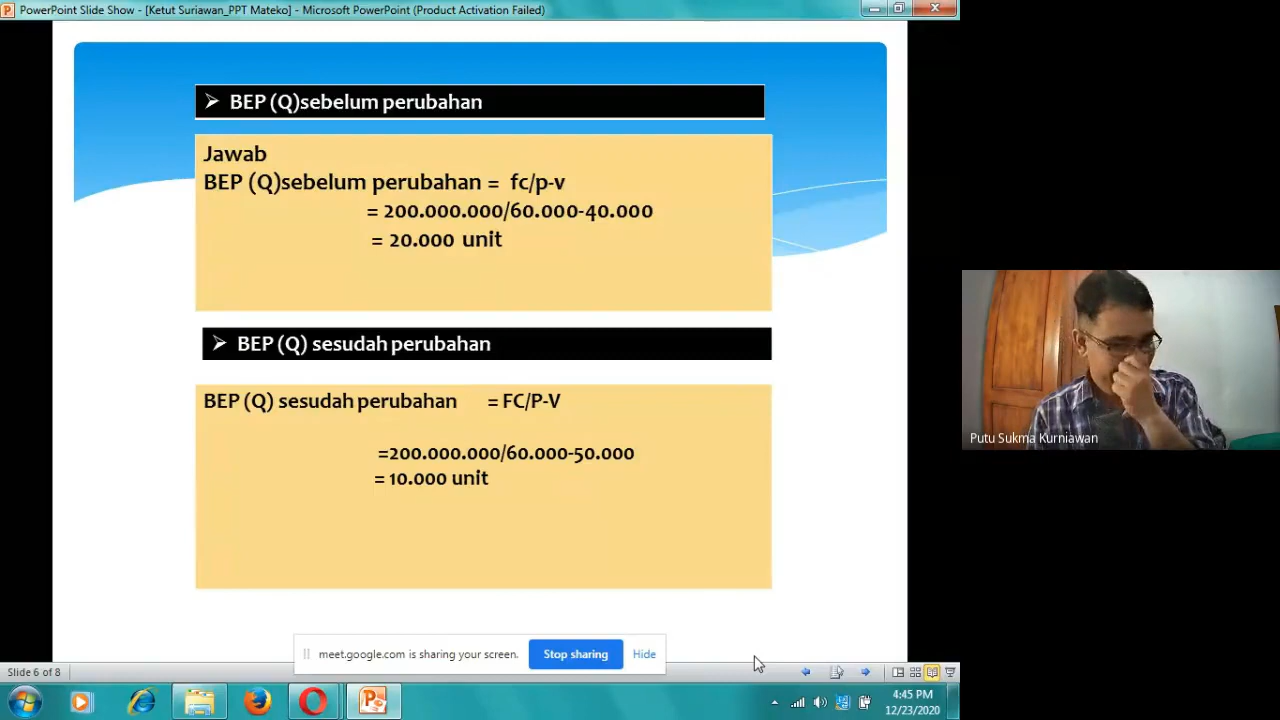 PowerPoint Slide Show - [Ketut Suriawan_PPT Mateko] - Microsoft PowerPoint (Product Activation Failed)
BEP (Q)sebelum perubahan
Jawab
BEP (Q)sebelum perubahan = fc/p-v
= 200.000.000/60.000-40.000
= 20.000 unit
BEP (Q) sesudah perubahan
BEP (Q) sesudah perubahan = FC/P-V
=200.000.000/60.000-50.000
= 10.000 unit
Putu Sukma Kurniawan
meet.google.com is sharing your screen. Stop sharing Hide
Slide 6 of 8
4:45 PM
12/23/2020